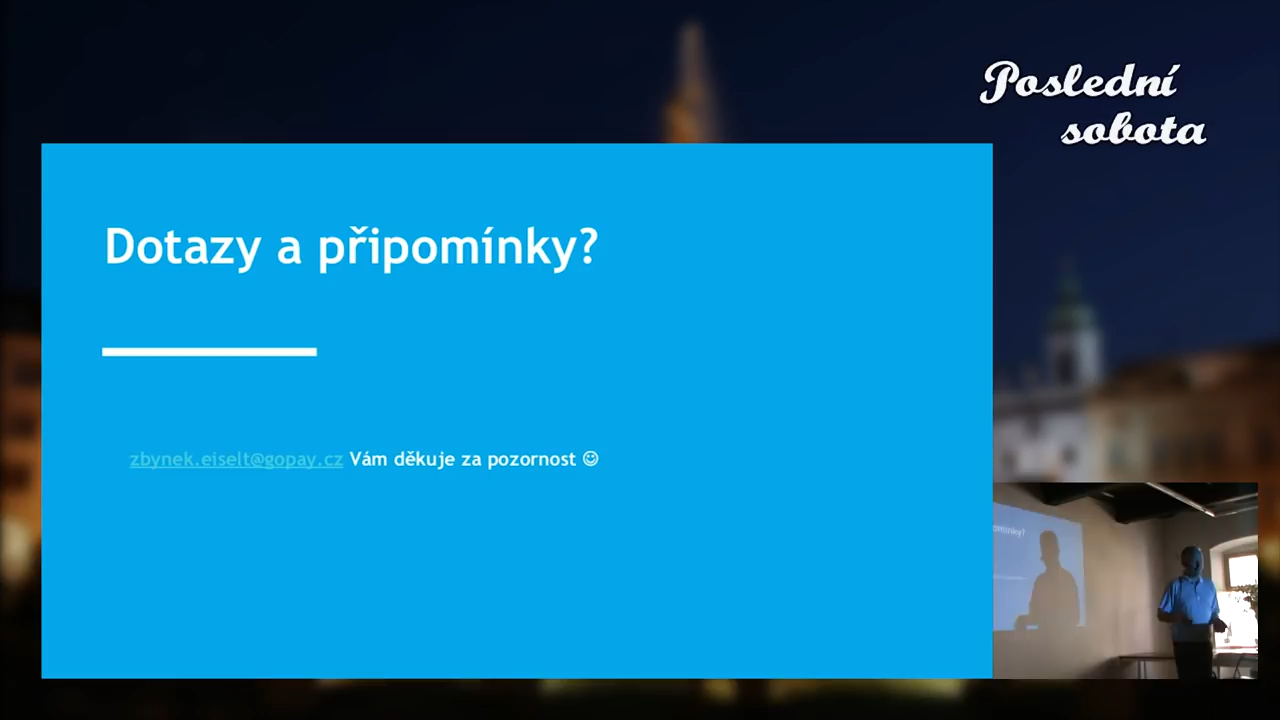 Poslední
sobota
Dotazy a připomínky?
zbynek.eiselt@gopay.cz Vám děkuje za pozornost ☺